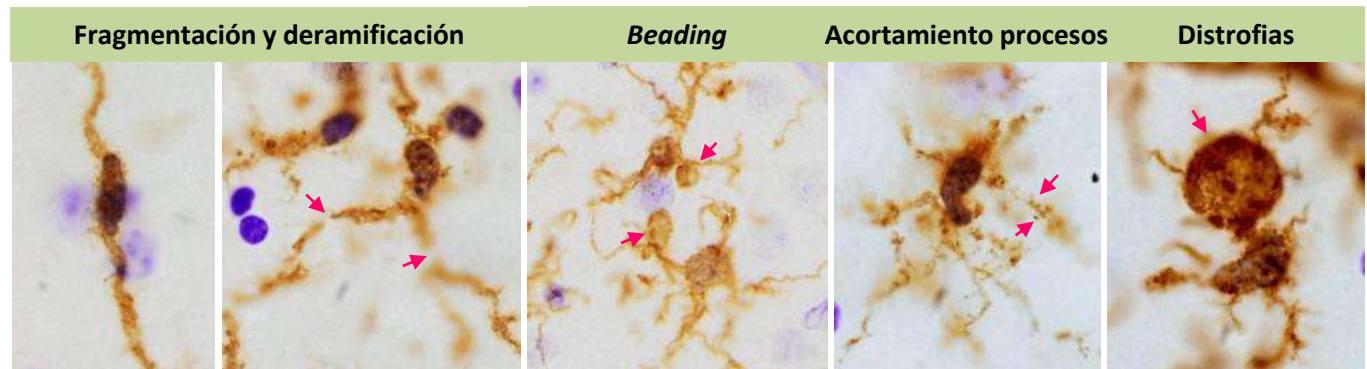 Fragmentación y deramificación
Beading
Acortamiento procesos
Distrofias